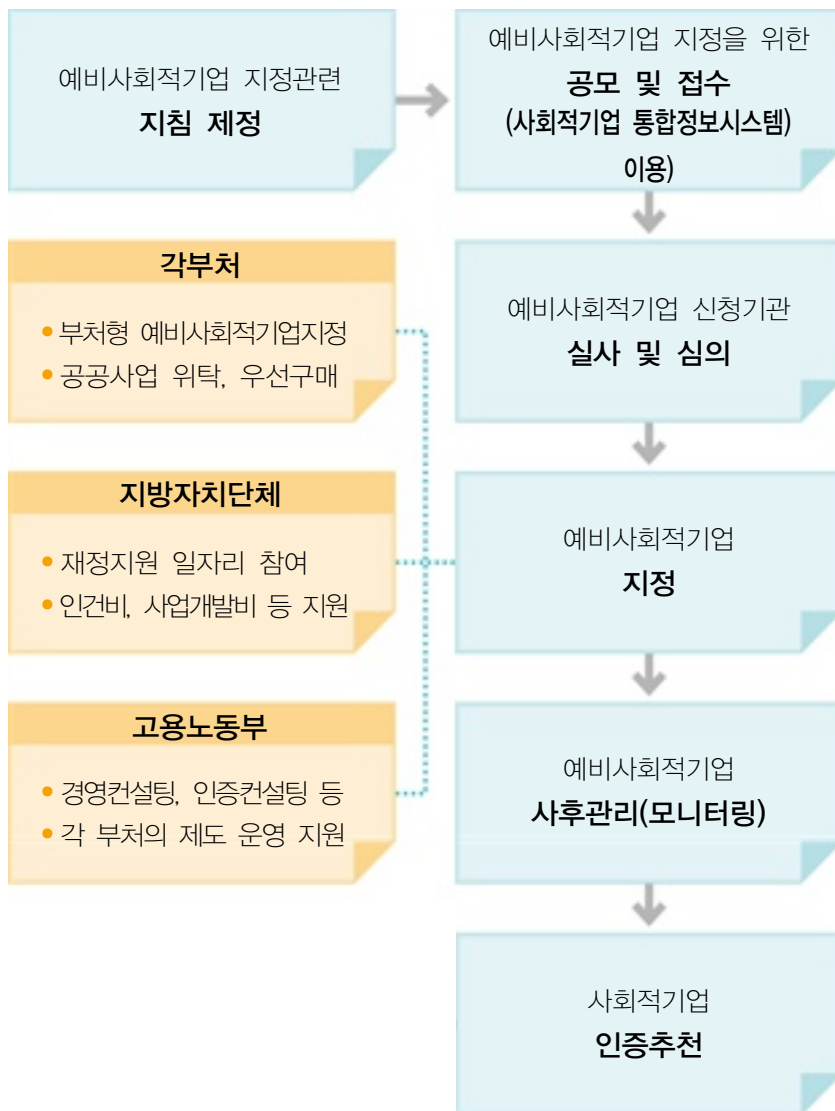 예비사회적기업 지정관련
지침 제정
예비사회적기업 지정을 위한
공모 및 접수
(사회적기업 통합정보시스템)
이용)
각부처
• 부처형 예비사회적기업지정
• 공공사업 위탁, 우선구매
예비사회적기업 신청기관
실사 및 심의
지방자치단체
• 재정지원 일자리 참여
• 인건비, 사업개발비 등 지원
예비사회적기업
지정
고용노동부
• 경영컨설팅, 인증컨설팅 등
• 각 부처의 제도 운영 지원
예비사회적기업
사후관리(모니터링)
사회적기업
인증추천